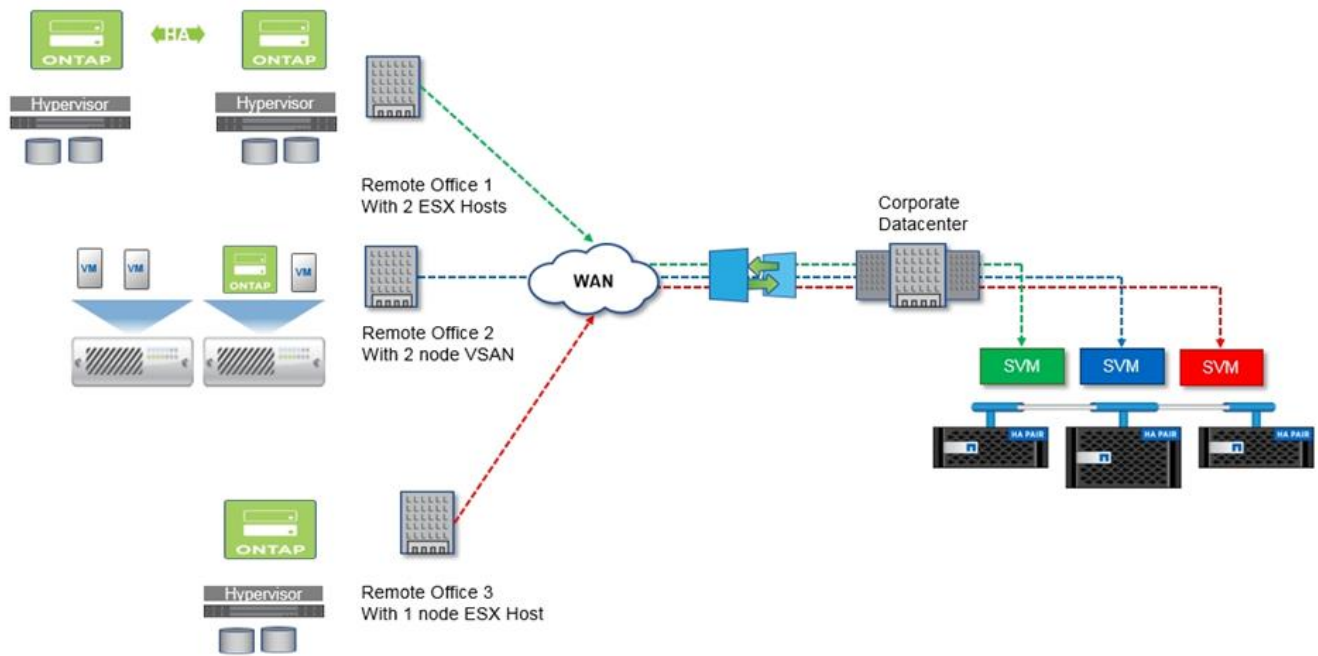 ONTAP
HA
ONTAP
Hypervisor
Hypervisor
Remote Office 1
With 2 ESX Hosts
VM
VM
ONTAP
VM
Remote Office 2
With 2 node VSAN
WAN
Corporate
Datacenter
SVM
SVM
SVM
HA PAIR
HA PAIR
HA PAIR
ONTAP
Hypervisor
Remote Office 3
With 1 node ESX Host